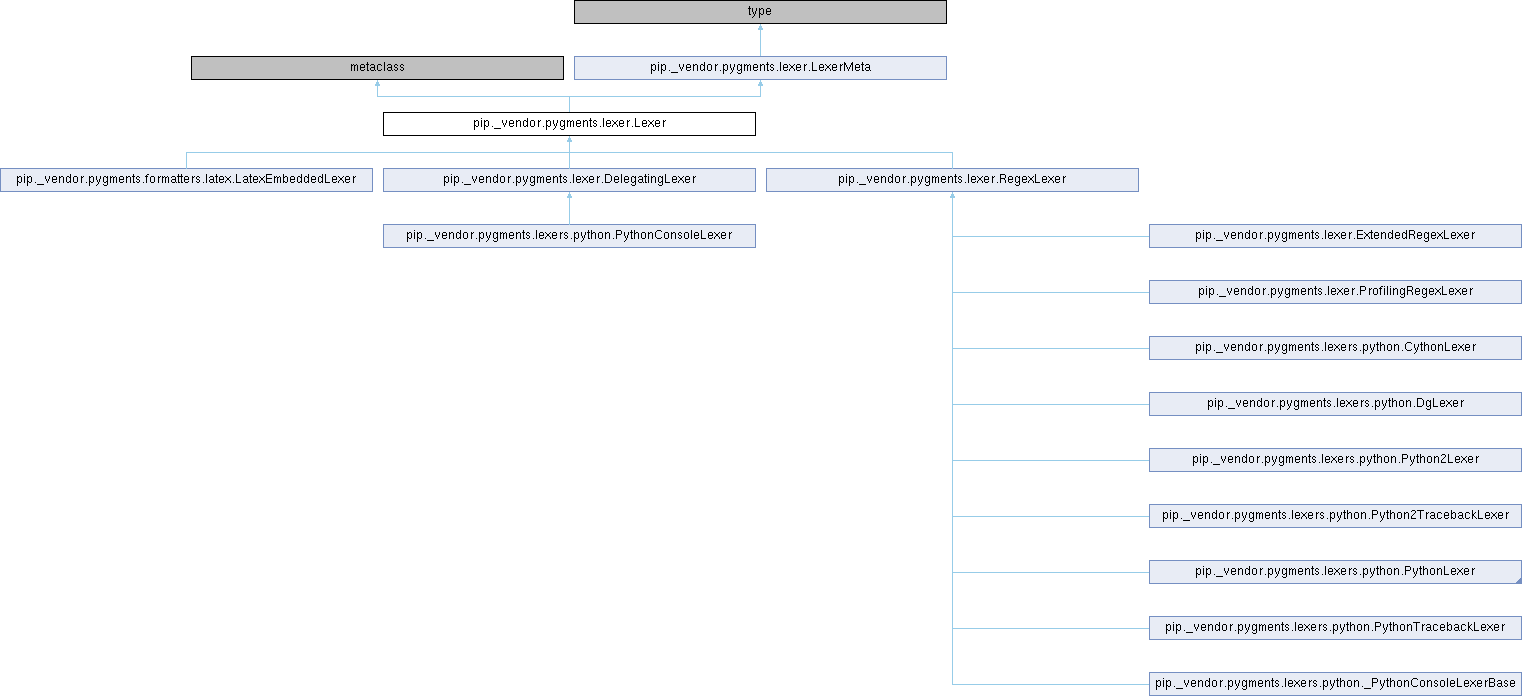 type
metaclass
pip._vendor.pygments.lexer.LexerMeta
pip._vendor.pygments.lexer.Lexer
pip._vendor.pygments.formatters.latex.LatexEmbeddedLexer
pip._vendor.pygments.lexer.DelegatingLexer
pip._vendor.pygments.lexer.RegexLexer
pip._vendor.pygments.lexers.python.PythonConsoleLexer
pip._vendor.pygments.lexer.ExtendedRegexLexer
pip._vendor.pygments.lexer.ProfilingRegexLexer
pip._vendor.pygments.lexers.python.CythonLexer
pip._vendor.pygments.lexers.python.DgLexer
pip._vendor.pygments.lexers.python.Python2Lexer
pip._vendor.pygments.lexers.python.Python2TracebackLexer
pip._vendor.pygments.lexers.python.PythonLexer
pip._vendor.pygments.lexers.python.PythonTracebackLexer
pip._vendor.pygments.lexers.python._PythonConsoleLexerBase